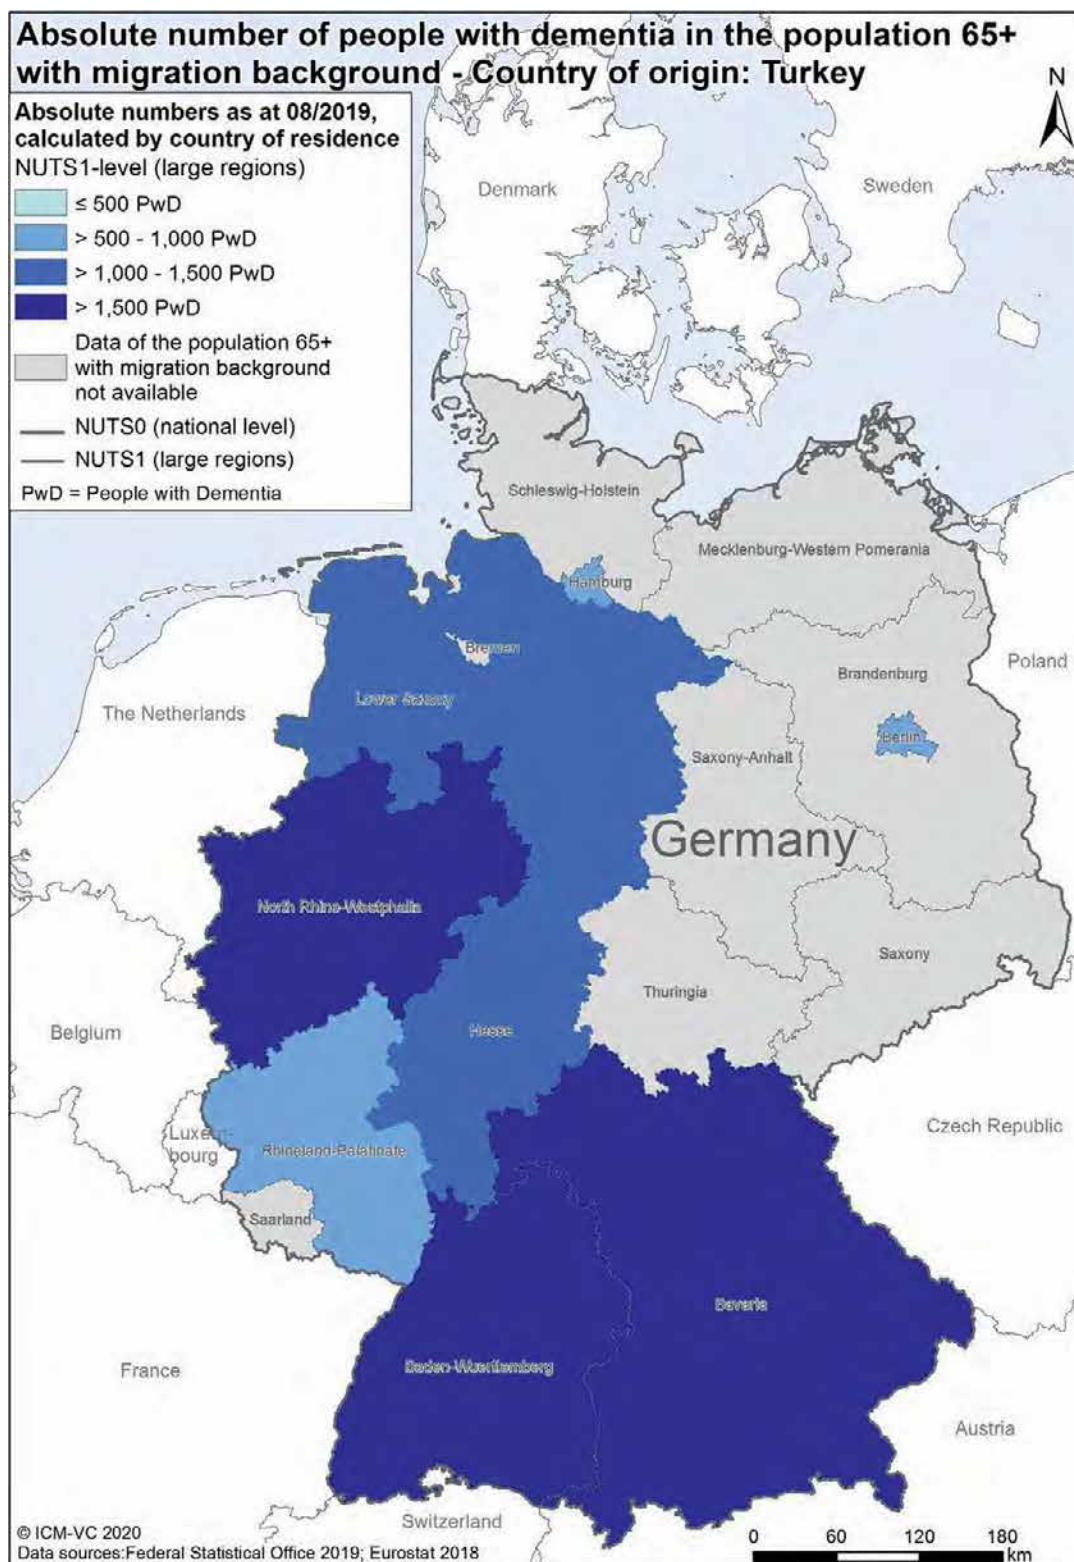 Absolute number of people with dementia in the population 65+
with migration background - Country of origin: Turkey
N
Absolute numbers as at 08/2019,
calculated by country of residence
NUTS1-level (large regions)
≤ 500 PwD
> 500 - 1,000 PwD
> 1,000 - 1,500 PwD
> 1,500 PwD
Data of the population 65+
with migration background
not available
NUTS0 (national level)
NUTS1 (large regions)
PwD = People with Dementia
Denmark
Sweden
Schleswig-Holstein
Mecklenburg-Western Pomerania
Hamburg
Bremen
Poland
Brandenburg
Lower Saxony
The Netherlands
Berlin
Saxony-Anhalt
Germany
North Rhine-Westphalia
Saxony
Thuringia
Belgium
Hesse
Luxem-
bourg
Czech Republic
Rhineland-Palatinate
Saarland
Bavaria
France
Baden-Wuerttemberg
Austria
Switzerland
© ICM-VC 2020
Data sources:Federal Statistical Office 2019; Eurostat 2018
0 60 120 180
km